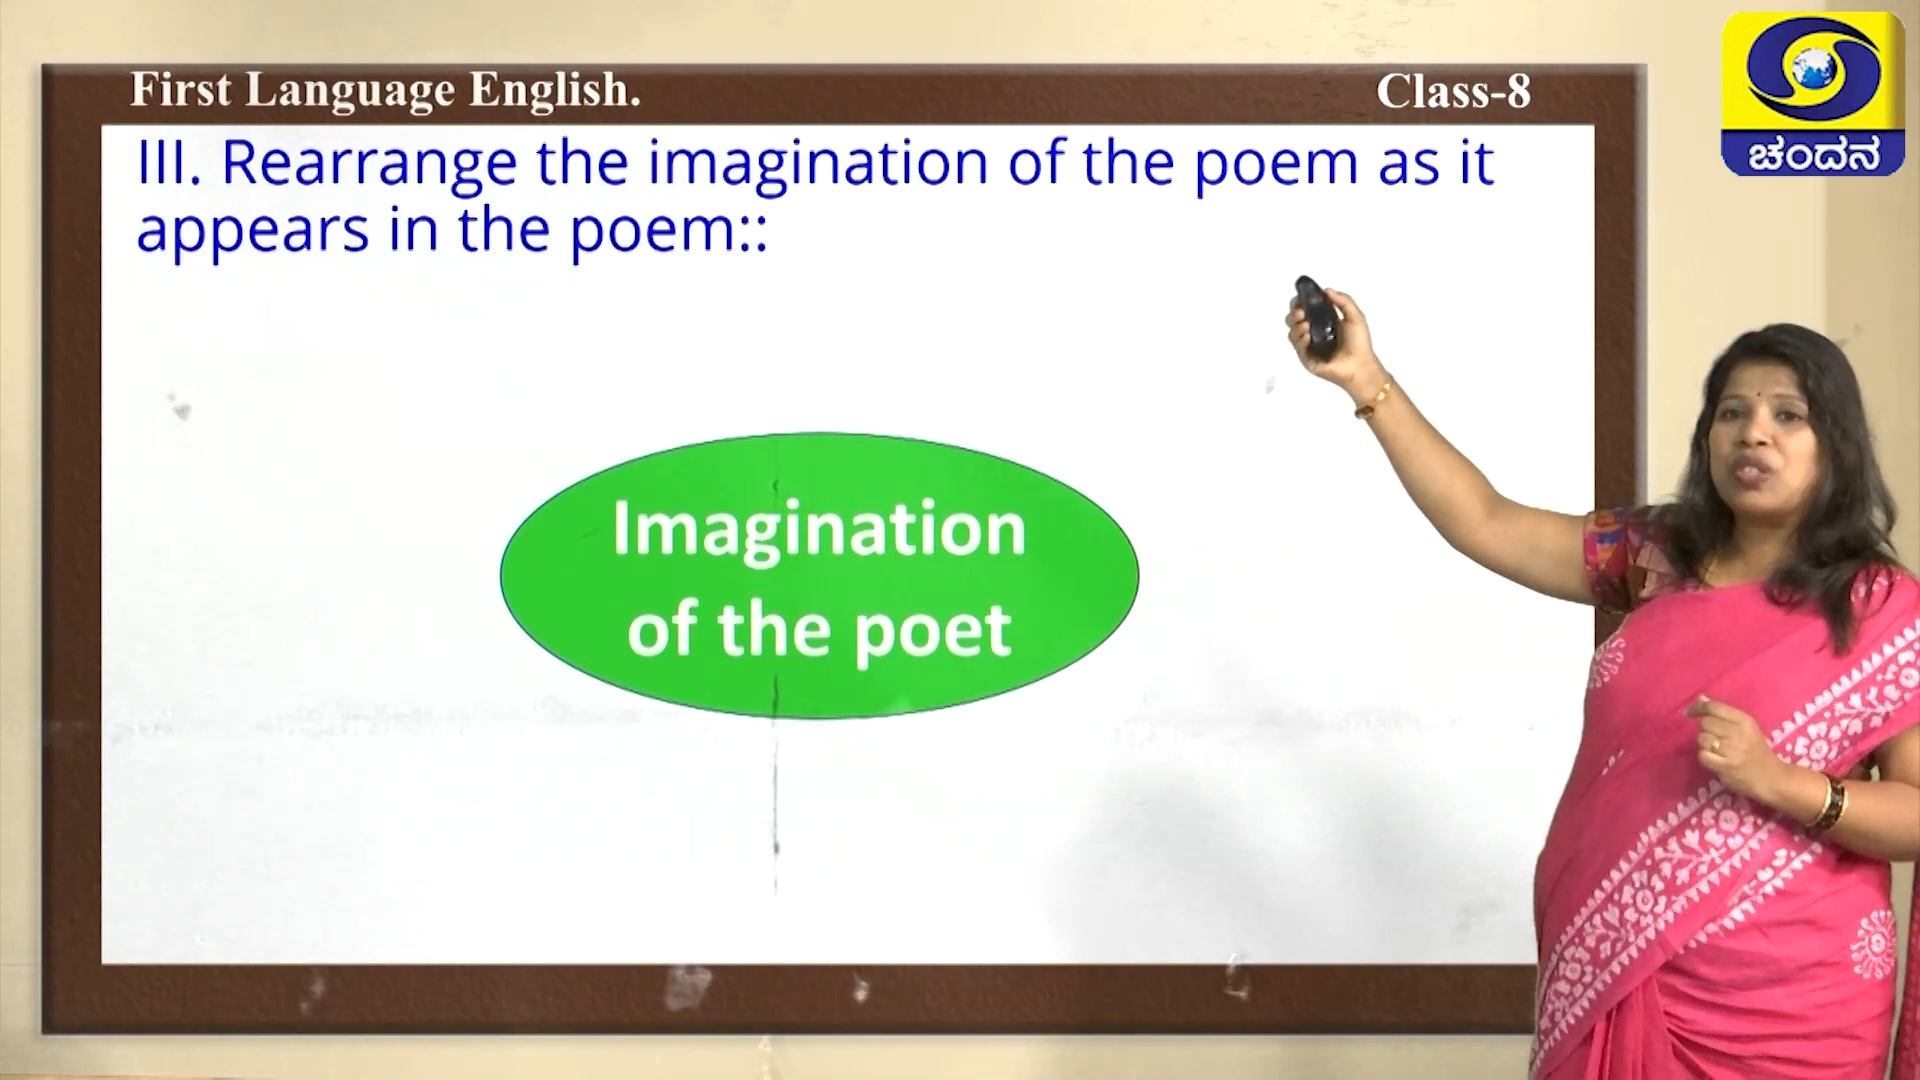 First Language English.
Class-8
ಚಂದನ
III. Rearrange the imagination of the poem as it
appears in the poem::
Imagination
of the poet